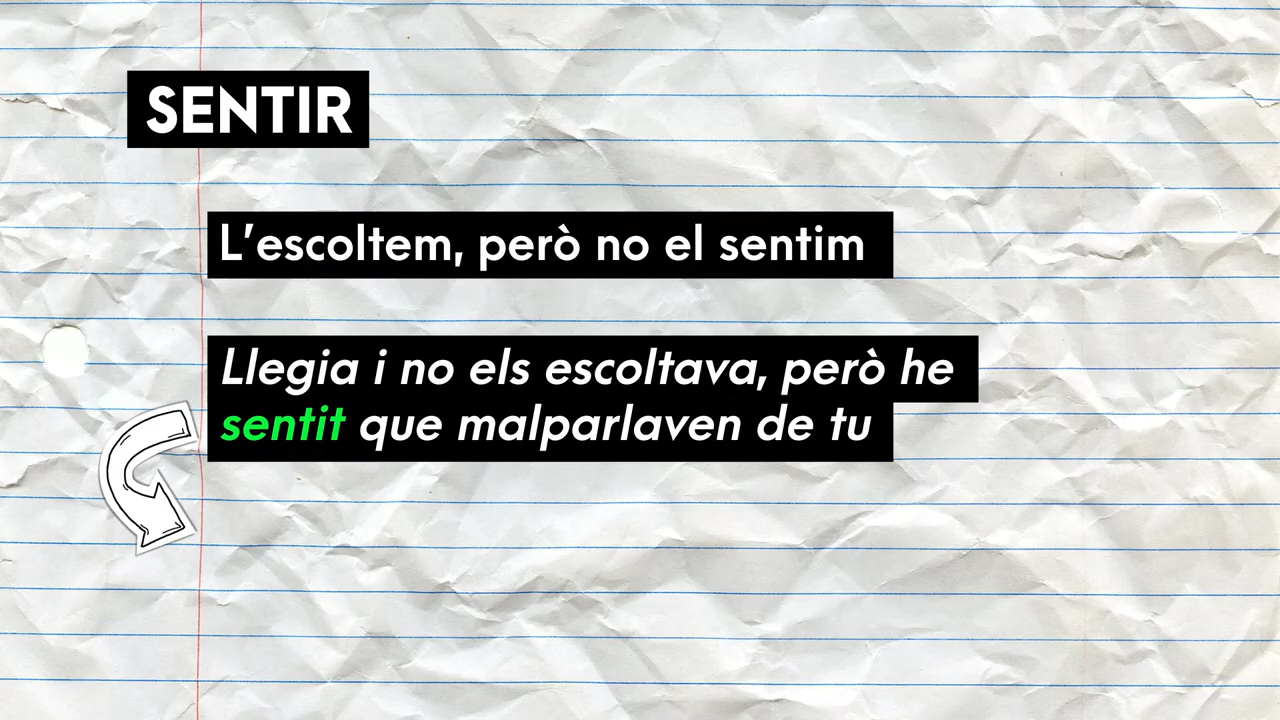 SENTIR
L’escoltem, però no el sentim
Llegia i no els escoltava, però he
sentit que malparlaven de tu